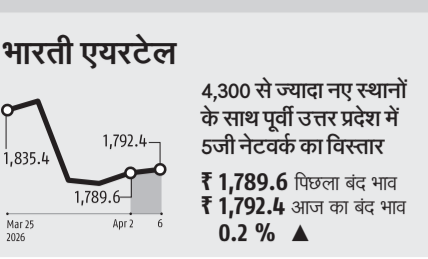 भारती एयरटेल
1,835.4
1,792.4
1,789.6
Mar 25
2026
Apr 2
6
4,300 से ज्यादा नए स्थानों
के साथ पूर्वी उत्तर प्रदेश में
5जी नेटवर्क का विस्तार
₹ 1,789.6 पिछला बंद भाव
₹ 1,792.4 आज का बंद भाव
0.2 % ▲